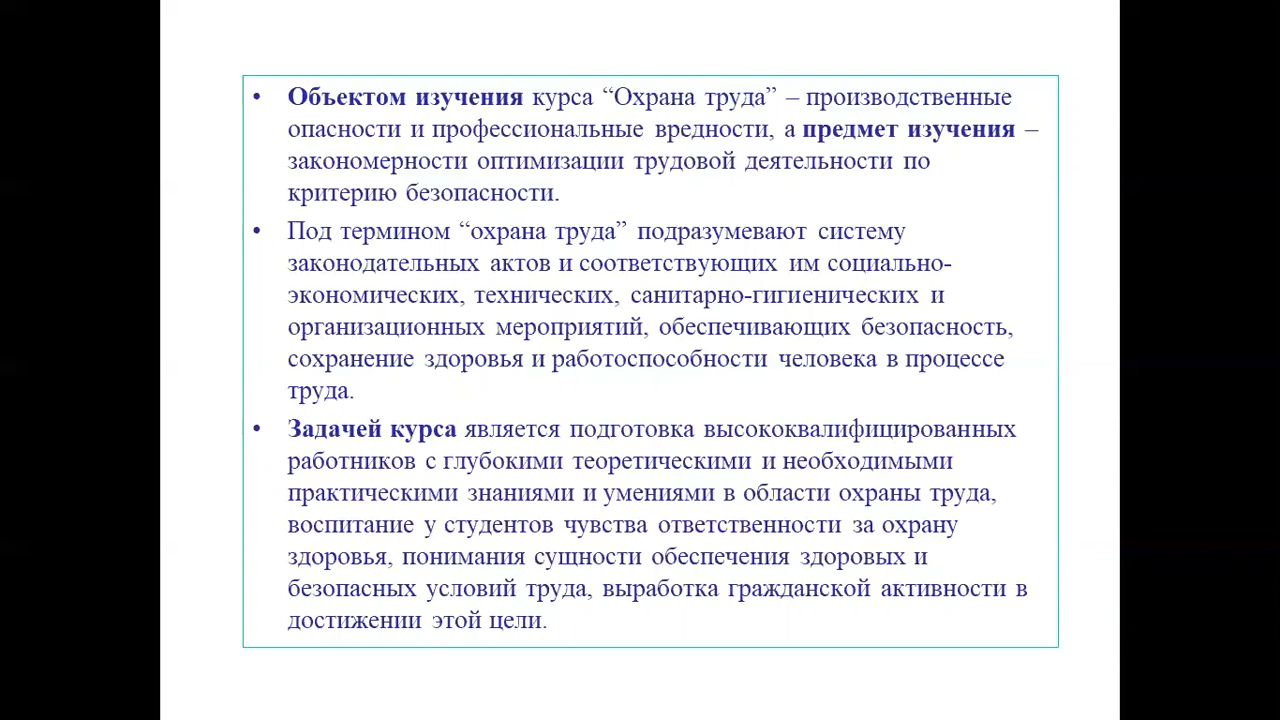 • Объектом изучения курса “Охрана труда” – производственные
опасности и профессиональные вредности, а предмет изучения –
закономерности оптимизации трудовой деятельности по
критерию безопасности.
• Под термином “охрана труда” подразумевают систему
законодательных актов и соответствующих им социально-
экономических, технических, санитарно-гигиенических и
организационных мероприятий, обеспечивающих безопасность,
сохранение здоровья и работоспособности человека в процессе
труда.
• Задачей курса является подготовка высококвалифицированных
работников с глубокими теоретическими и необходимыми
практическими знаниями и умениями в области охраны труда,
воспитание у студентов чувства ответственности за охрану
здоровья, понимания сущности обеспечения здоровых и
безопасных условий труда, выработка гражданской активности в
достижении этой цели.